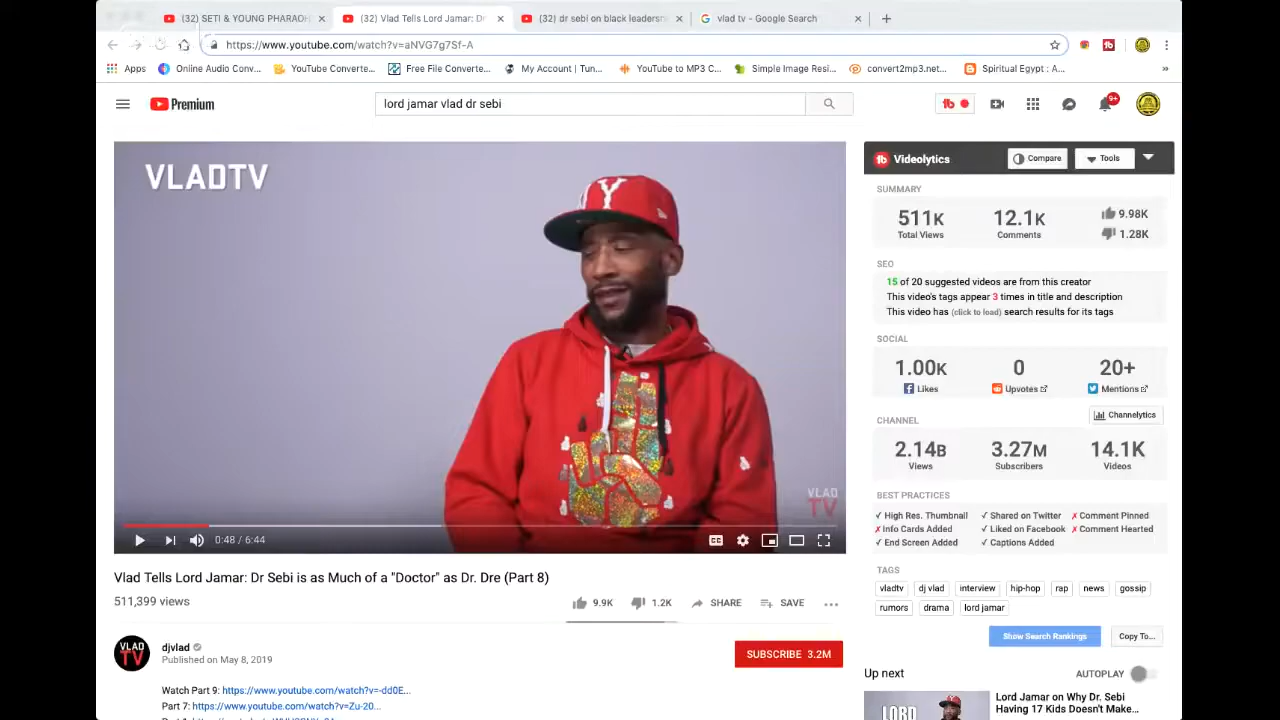 (32) SETI & YOUNG PHARAOH
(32) Vlad Tells Lord Jamar: Dr
(32) dr sebi on black leadersh
vlad tv - Google Search
https://www.youtube.com/watch?v=aNVG7g7Sf-A
Apps
Online Audio Conv...
YouTube Converte...
Free File Converte...
My Account | Tun...
YouTube to MP3 C...
Simple Image Resi...
convert2mp3.net...
Spiritual Egypt : A...
»
Premium
lord jamar vlad dr sebi
9+
VLADTV
Y
VLAD
TV
0:48 / 6:44
CC
Vlad Tells Lord Jamar: Dr Sebi is as Much of a "Doctor" as Dr. Dre (Part 8)
511,399 views
9.9K
1.2K
SHARE
SAVE
VLAD
TV
djvlad
Published on May 8, 2019
SUBSCRIBE 3.2M
Watch Part 9: https://www.youtube.com/watch?v=-dd0E...
Part 7: https://www.youtube.com/watch?v=Zu-20...
Videolytics
Compare
Tools
SUMMARY
511K
12.1K
9.98K
Total Views
Comments
1.28K
SEO
15 of 20 suggested videos are from this creator
This video's tags appear 3 times in title and description
This video has (click to load) search results for its tags
SOCIAL
1.00K
0
20+
Likes
Upvotes
Mentions
CHANNEL
Channelytics
2.14B
3.27M
14.1K
Views
Subscribers
Videos
BEST PRACTICES
✓ High Res. Thumbnail ✓ Shared on Twitter ✗ Comment Pinned
✗ Info Cards Added ✓ Liked on Facebook ✗ Comment Hearted
✓ End Screen Added ✓ Captions Added
TAGS
vladtv dj vlad interview hip-hop rap news gossip
rumors drama lord jamar
Show Search Rankings
Copy To...
Up next
AUTOPLAY
LORD
Lord Jamar on Why Dr. Sebi
Having 17 Kids Doesn't Make...